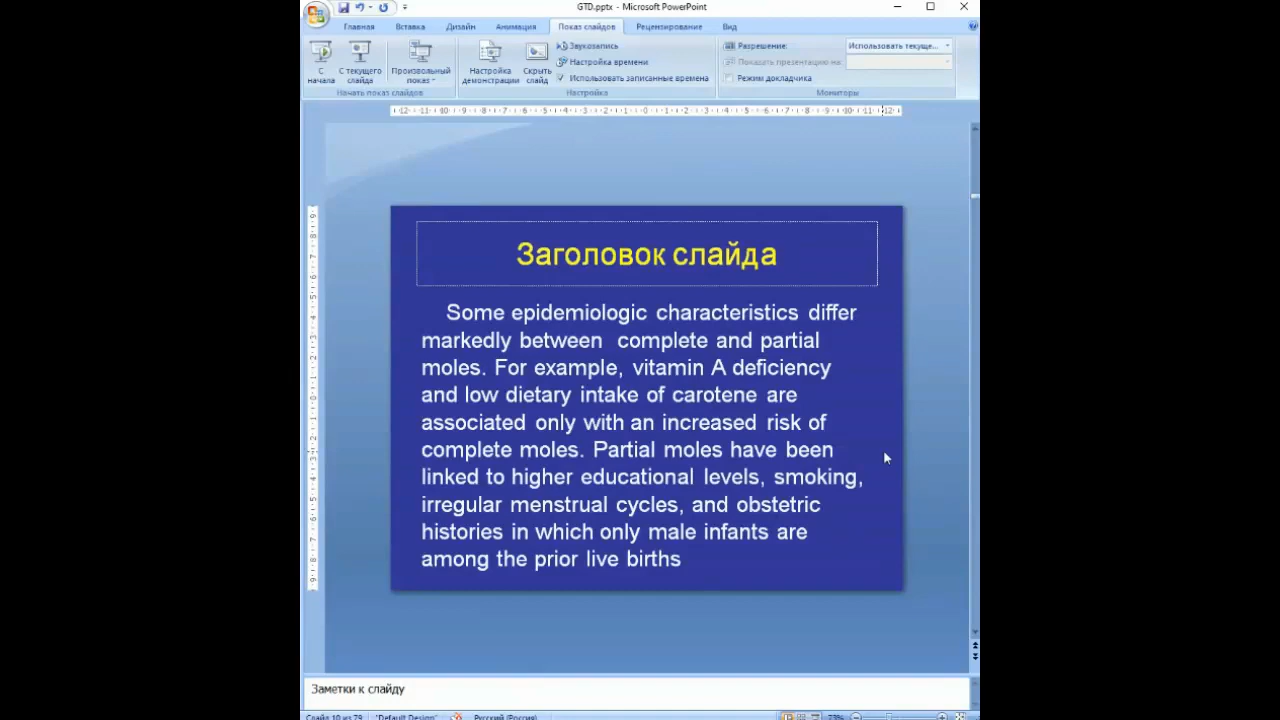 GTD.pptx - Microsoft PowerPoint
Главная Вставка Дизайн Анимация Показ слайдов Рецензирование Вид
С начала
С текущего слайда
Произвольный показ
Начать показ слайдов
Настройка демонстрации
Скрыть слайд
Звукозапись
Настройка времени
Использовать записанные времена
Настройка
Разрешение: Использовать текуще...
Показать презентацию на:
Режим докладчика
Мониторы
Заголовок слайда
Some epidemiologic characteristics differ
markedly between complete and partial
moles. For example, vitamin A deficiency
and low dietary intake of carotene are
associated only with an increased risk of
complete moles. Partial moles have been
linked to higher educational levels, smoking,
irregular menstrual cycles, and obstetric
histories in which only male infants are
among the prior live births
Заметки к слайду
Слайд 10 из 79 "Default Design" Русский (Россия) 73%